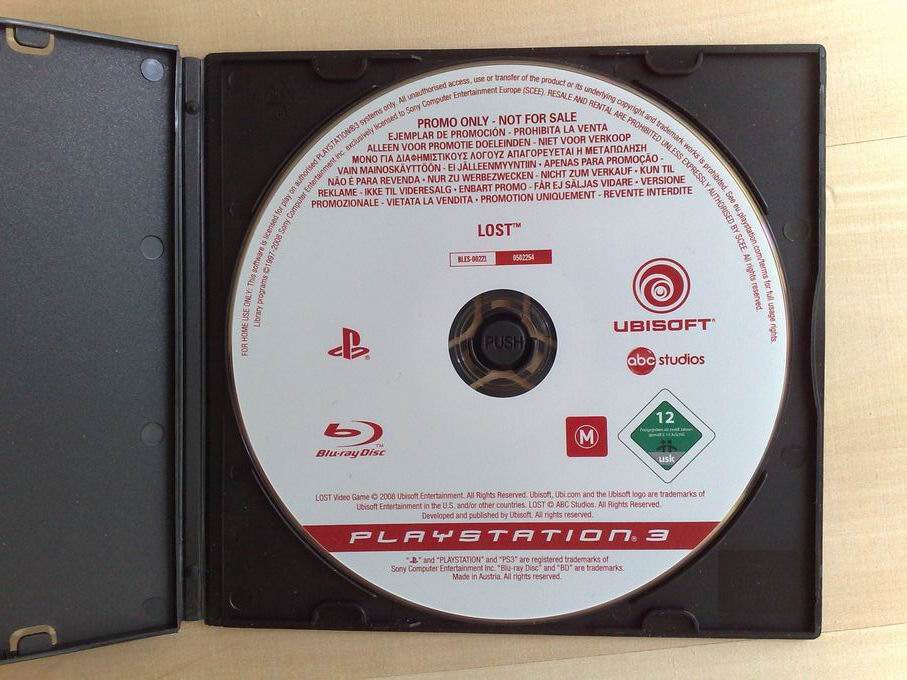 FOR HOME USE ONLY: This software is licensed for play on authorised PLAYSTATION®3 systems only. All unauthorised access, use or transfer of the product or its underlying copyright and trademark works is prohibited. See eu.playstation.com/terms for full usage rights.
Library programs ©1997-2008 Sony Computer Entertainment Inc. exclusively licensed to Sony Computer Entertainment Europe (SCEE). RESALE AND RENTAL ARE PROHIBITED UNLESS EXPRESSLY AUTHORISED BY SCEE. All rights reserved.
PROMO ONLY - NOT FOR SALE
EJEMPLAR DE PROMOCIÓN - PROHIBITA LA VENTA
ALLEEN VOOR PROMOTIE DOELEINDEN - NIET VOOR VERKOOP
ΜΟΝΟ ΓΙΑ ΔΙΑΦΗΜΙΣΤΙΚΟΥΣ ΛΟΓΟΥΣ ΑΠΑΓΟΡΕΥΕΤΑΙ Η ΜΕΤΑΠΩΛΗΣΗ
VAIN MAINOSKÄYTTÖÖN - EI JÄLLEENMYYNTIIN • APENAS PARA PROMOÇÃO -
NÃO É PARA REVENDA • NUR ZU WERBEZWECKEN - NICHT ZUM VERKAUF • KUN TIL
REKLAME - IKKE TIL VIDERESALG • ENBART PROMO - FÅR EJ SÄLJAS VIDARE • VERSIONE
PROMOZIONALE - VIETATA LA VENDITA • PROMOTION UNIQUEMENT - REVENTE INTERDITE
LOST™
BLES-00221 0502254
UBISOFT®
abc studios
PUSH
Blu-ray Disc™
M
12
Freigegeben ab zwölf Jahren
gemäß § 14 JuSchG
usk
LOST Video Game © 2008 Ubisoft Entertainment. All Rights Reserved. Ubisoft, Ubi.com and the Ubisoft logo are trademarks of
Ubisoft Entertainment in the U.S. and/or other countries. LOST © ABC Studios. All Rights Reserved.
Developed and published by Ubisoft. All rights reserved.
PLAYSTATION®3
" " and "PLAYSTATION" and "PS3" are registered trademarks of
Sony Computer Entertainment Inc. "Blu-ray Disc" and "BD" are trademarks.
Made in Austria. All rights reserved.